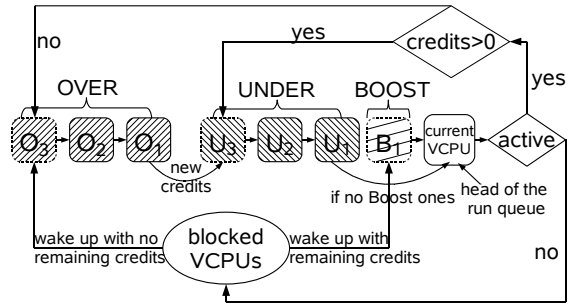 no
yes
credits>0
OVER
UNDER
BOOST
yes
O3
O2
O1
U3
U2
U1
B1
current
VCPU
active
new
credits
if no Boost ones
head of the
run queue
wake up with no
remaining credits
blocked
VCPUs
wake up with
remaining credits
no